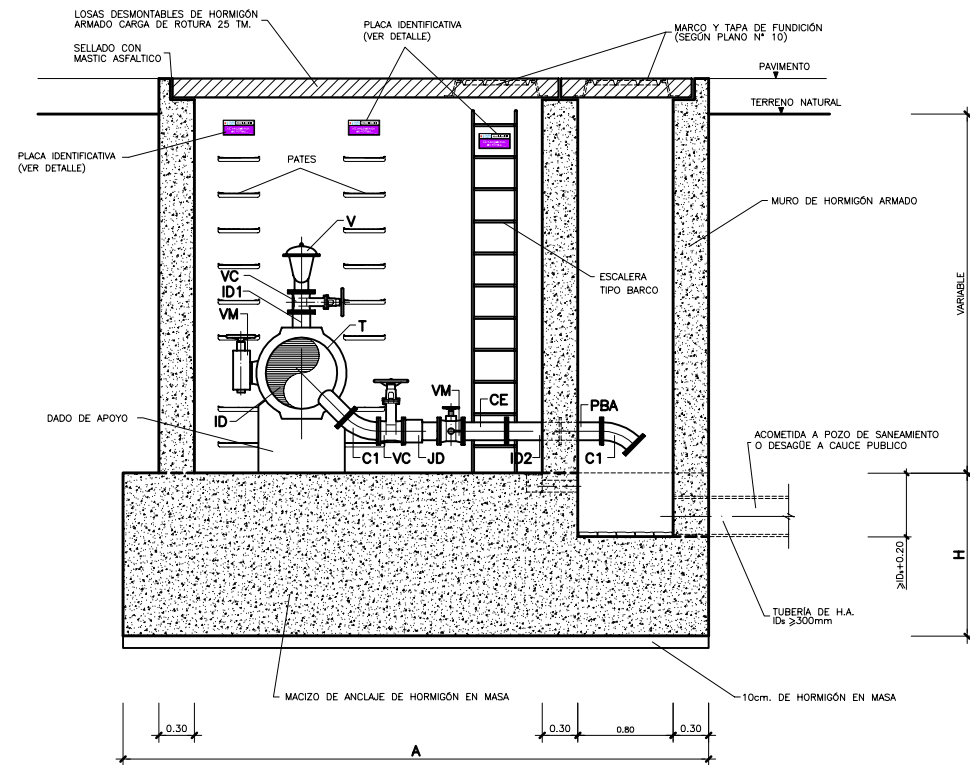 LOSAS DESMONTABLES DE HORMIGÓN
ARMADO CARGA DE ROTURA 25 TM.
PLACA IDENTIFICATIVA
(VER DETALLE)
MARCO Y TAPA DE FUNDICIÓN
(SEGÚN PLANO N° 10)
SELLADO CON
MASTIC ASFALTICO
PAVIMENTO
TERRENO NATURAL
PLACA IDENTIFICATIVA
(VER DETALLE)
PATES
MURO DE HORMIGÓN ARMADO
V
ESCALERA
TIPO BARCO
VARIABLE
VC
ID1
VM
T
VM
CE
PBA
DADO DE APOYO
ID
C1
VC
JD
ID2
C1
ACOMETIDA A POZO DE SANEAMIENTO
O DESAGÜE A CAUCE PUBLICO
H
TUBERÍA DE H.A.
IDs ≥300mm
MACIZO DE ANCLAJE DE HORMIGÓN EN MASA
10cm. DE HORMIGÓN EN MASA
0.30
0.30
0.80
0.30
A